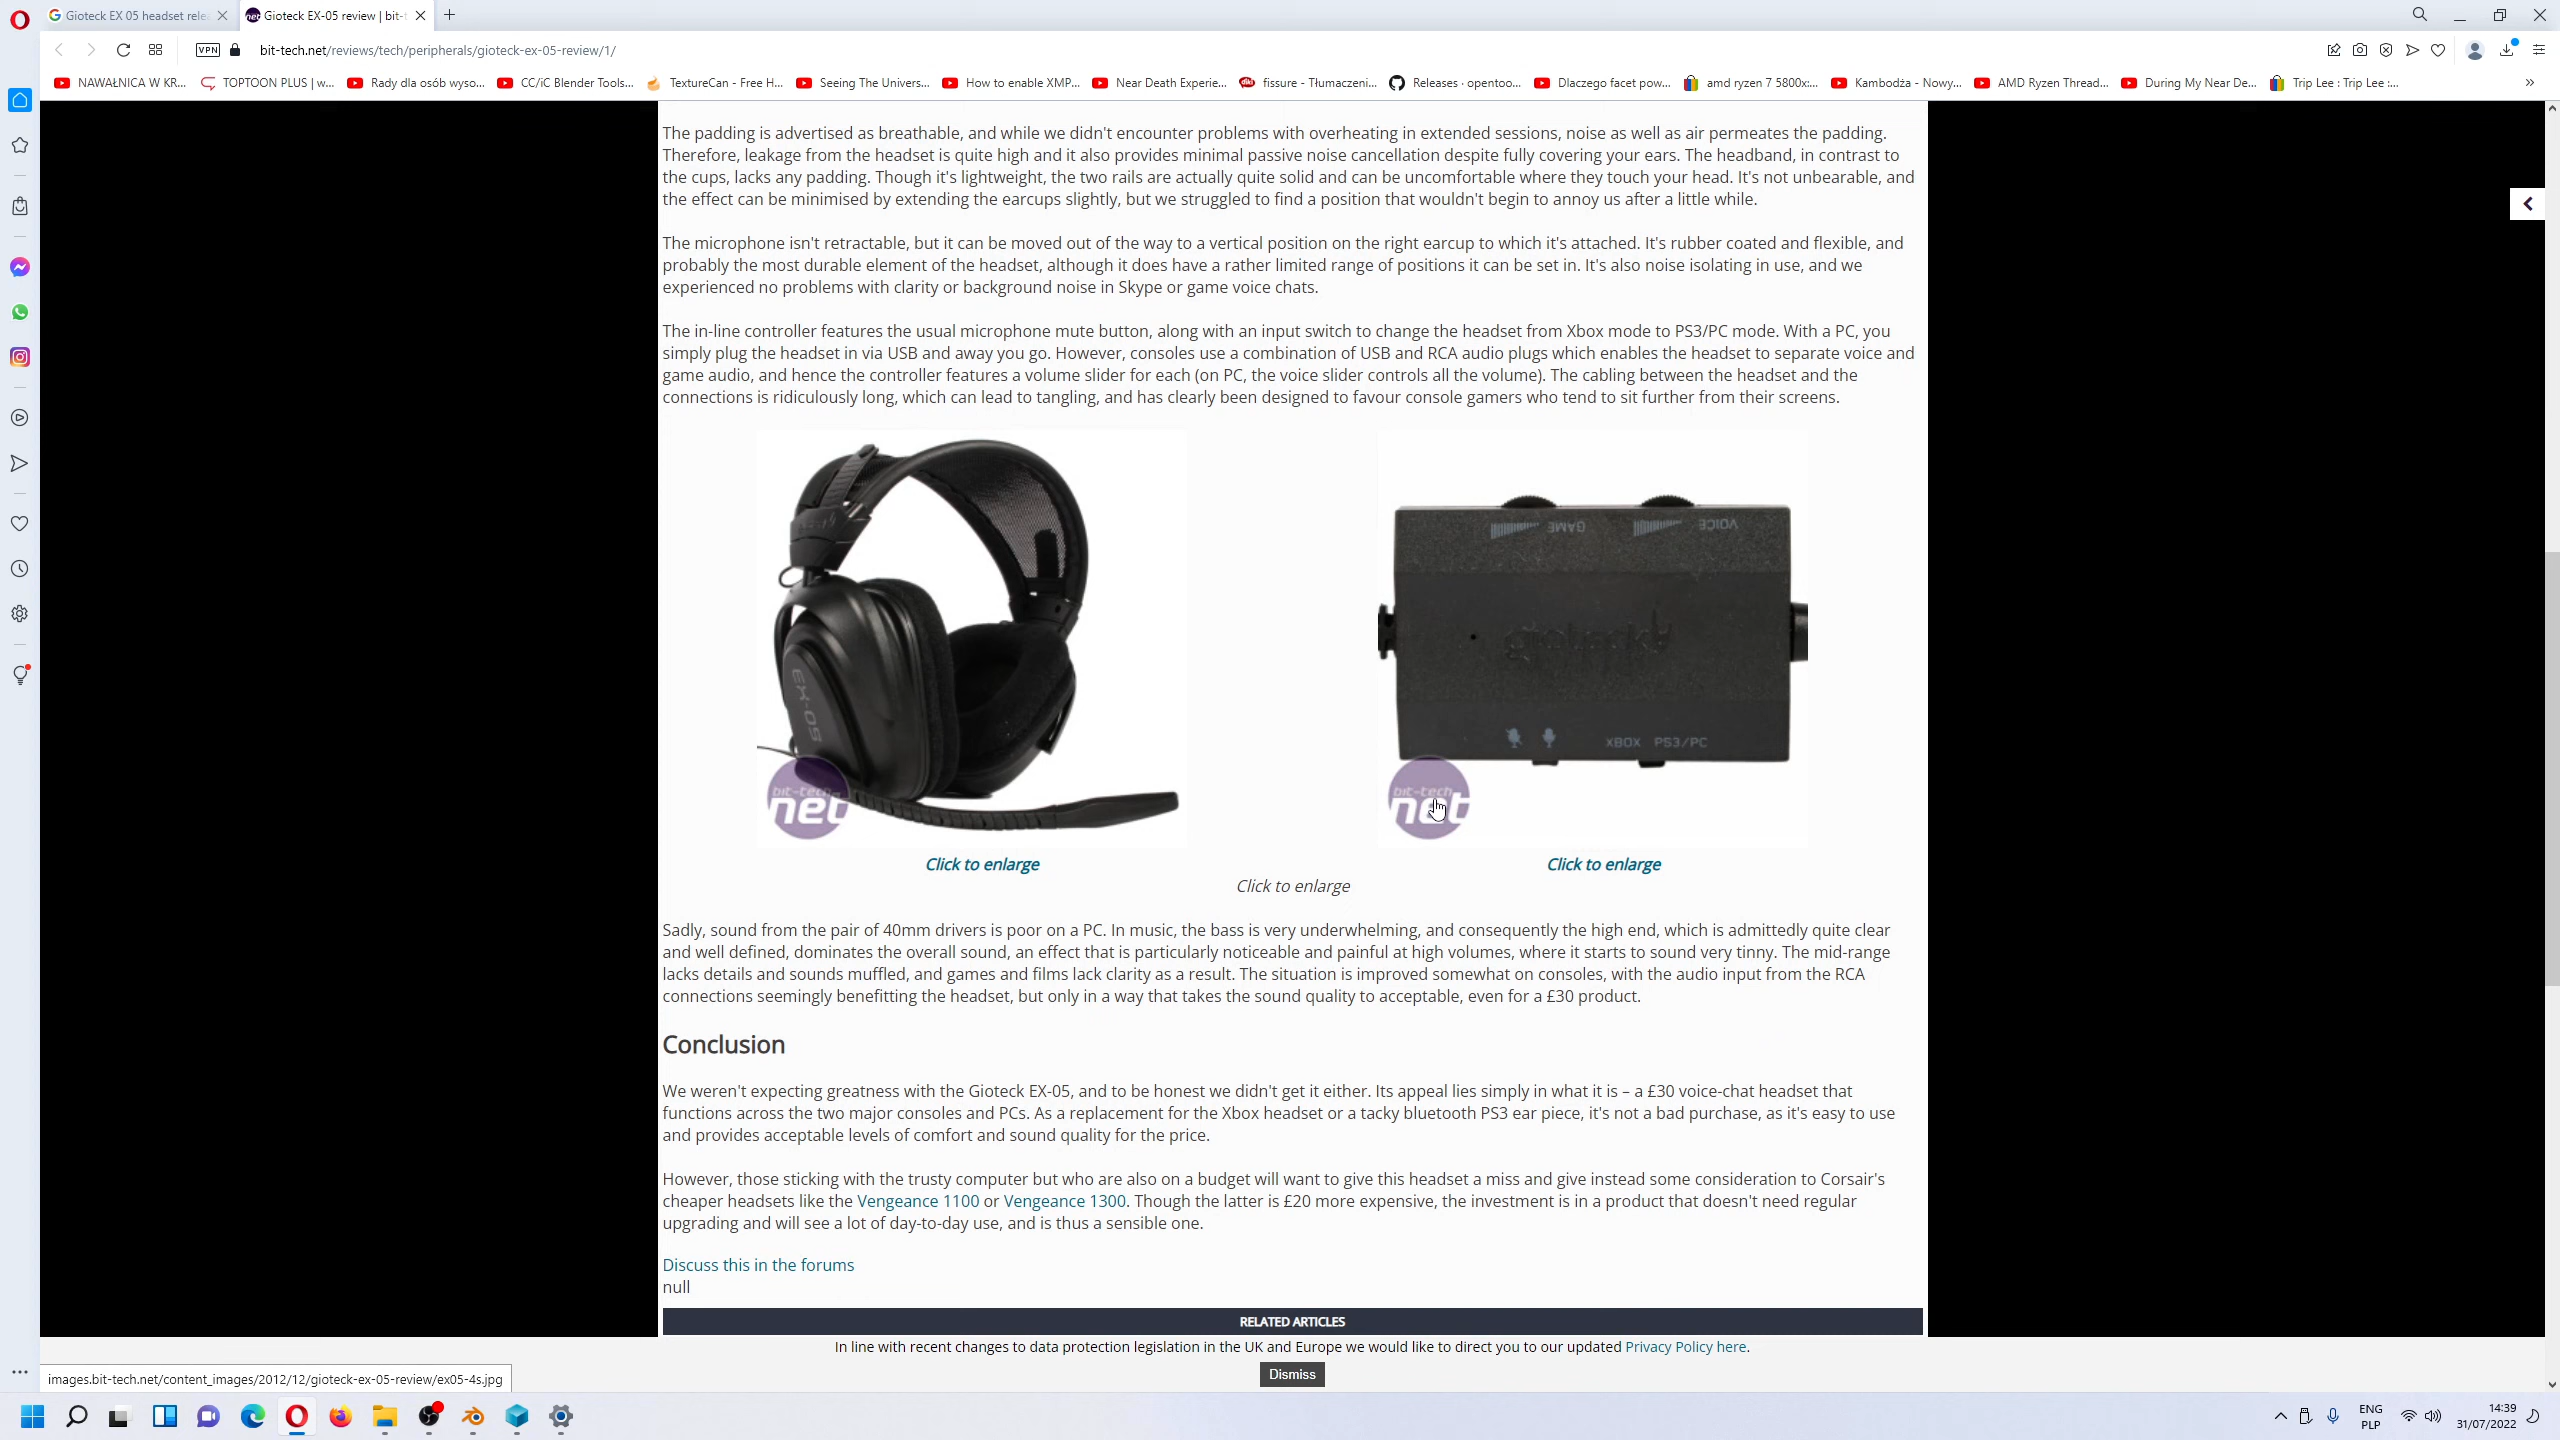 Gioteck EX 05 headset rele
Gioteck EX-05 review | bit-t
VPN
bit-tech.net/reviews/tech/peripherals/gioteck-ex-05-review/1/
NAWAŁNICA W KR...
TOPTOON PLUS | w...
Rady dla osób wyso...
CC/iC Blender Tools...
TextureCan - Free H...
Seeing The Univers...
How to enable XMP...
Near Death Experie...
fissure - Tłumaczeni...
Releases · opentoo...
Dlaczego facet pow...
amd ryzen 7 5800x:...
Kambodża - Nowy...
AMD Ryzen Thread...
During My Near De...
Trip Lee : Trip Lee :...
The padding is advertised as breathable, and while we didn't encounter problems with overheating in extended sessions, noise as well as air permeates the padding.
Therefore, leakage from the headset is quite high and it also provides minimal passive noise cancellation despite fully covering your ears. The headband, in contrast to
the cups, lacks any padding. Though it's lightweight, the two rails are actually quite solid and can be uncomfortable where they touch your head. It's not unbearable, and
the effect can be minimised by extending the earcups slightly, but we struggled to find a position that wouldn't begin to annoy us after a little while.
The microphone isn't retractable, but it can be moved out of the way to a vertical position on the right earcup to which it's attached. It's rubber coated and flexible, and
probably the most durable element of the headset, although it does have a rather limited range of positions it can be set in. It's also noise isolating in use, and we
experienced no problems with clarity or background noise in Skype or game voice chats.
The in-line controller features the usual microphone mute button, along with an input switch to change the headset from Xbox mode to PS3/PC mode. With a PC, you
simply plug the headset in via USB and away you go. However, consoles use a combination of USB and RCA audio plugs which enables the headset to separate voice and
game audio, and hence the controller features a volume slider for each (on PC, the voice slider controls all the volume). The cabling between the headset and the
connections is ridiculously long, which can lead to tangling, and has clearly been designed to favour console gamers who tend to sit further from their screens.
EX-05
bit-tech
net
GAME
VOICE
gioteck
XBOX PS3/PC
bit-tech
net
Click to enlarge
Click to enlarge
Click to enlarge
Sadly, sound from the pair of 40mm drivers is poor on a PC. In music, the bass is very underwhelming, and consequently the high end, which is admittedly quite clear
and well defined, dominates the overall sound, an effect that is particularly noticeable and painful at high volumes, where it starts to sound very tinny. The mid-range
lacks details and sounds muffled, and games and films lack clarity as a result. The situation is improved somewhat on consoles, with the audio input from the RCA
connections seemingly benefitting the headset, but only in a way that takes the sound quality to acceptable, even for a £30 product.
Conclusion
We weren't expecting greatness with the Gioteck EX-05, and to be honest we didn't get it either. Its appeal lies simply in what it is – a £30 voice-chat headset that
functions across the two major consoles and PCs. As a replacement for the Xbox headset or a tacky bluetooth PS3 ear piece, it's not a bad purchase, as it's easy to use
and provides acceptable levels of comfort and sound quality for the price.
However, those sticking with the trusty computer but who are also on a budget will want to give this headset a miss and give instead some consideration to Corsair's
cheaper headsets like the Vengeance 1100 or Vengeance 1300. Though the latter is £20 more expensive, the investment is in a product that doesn't need regular
upgrading and will see a lot of day-to-day use, and is thus a sensible one.
Discuss this in the forums
null
RELATED ARTICLES
In line with recent changes to data protection legislation in the UK and Europe we would like to direct you to our updated Privacy Policy here.
Dismiss
images.bit-tech.net/content_images/2012/12/gioteck-ex-05-review/ex05-4s.jpg
ENG
PLP
14:39
31/07/2022